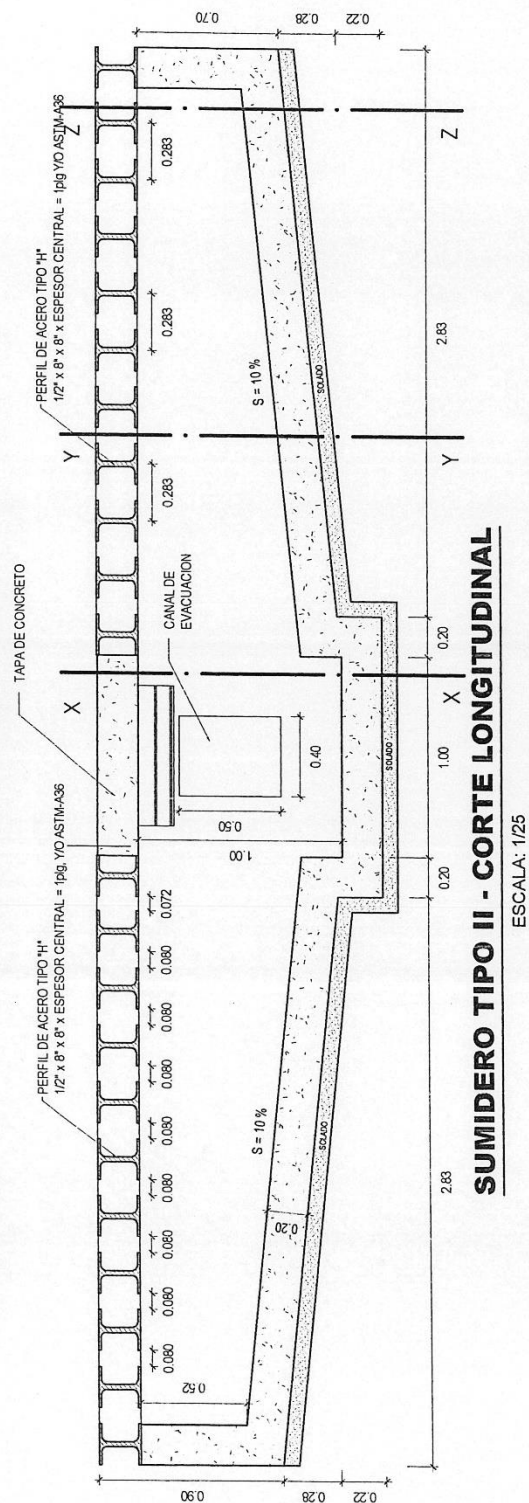 TAPA DE CONCRETO
PERFIL DE ACERO TIPO "H"
1/2" x 8" x 8" x ESPESOR CENTRAL = 1plg, Y/O ASTM-A36
PERFIL DE ACERO TIPO "H"
1/2" x 8" x 8" x ESPESOR CENTRAL = 1plg Y/O ASTM-A36
X
Y
Z
0.90
0.28
0.22
0.52
0.080
0.080
0.080
0.080
0.080
0.080
0.080
0.080
0.072
1.00
0.50
CANAL DE
EVACUACION
0.40
0.283
0.283
0.283
0.70
0.28
0.22
0.20
S = 10 %
SOLADO
SOLADO
S = 10 %
SOLADO
X
Y
Z
2.83
0.20
1.00
0.20
2.83
SUMIDERO TIPO II - CORTE LONGITUDINAL
ESCALA: 1/25